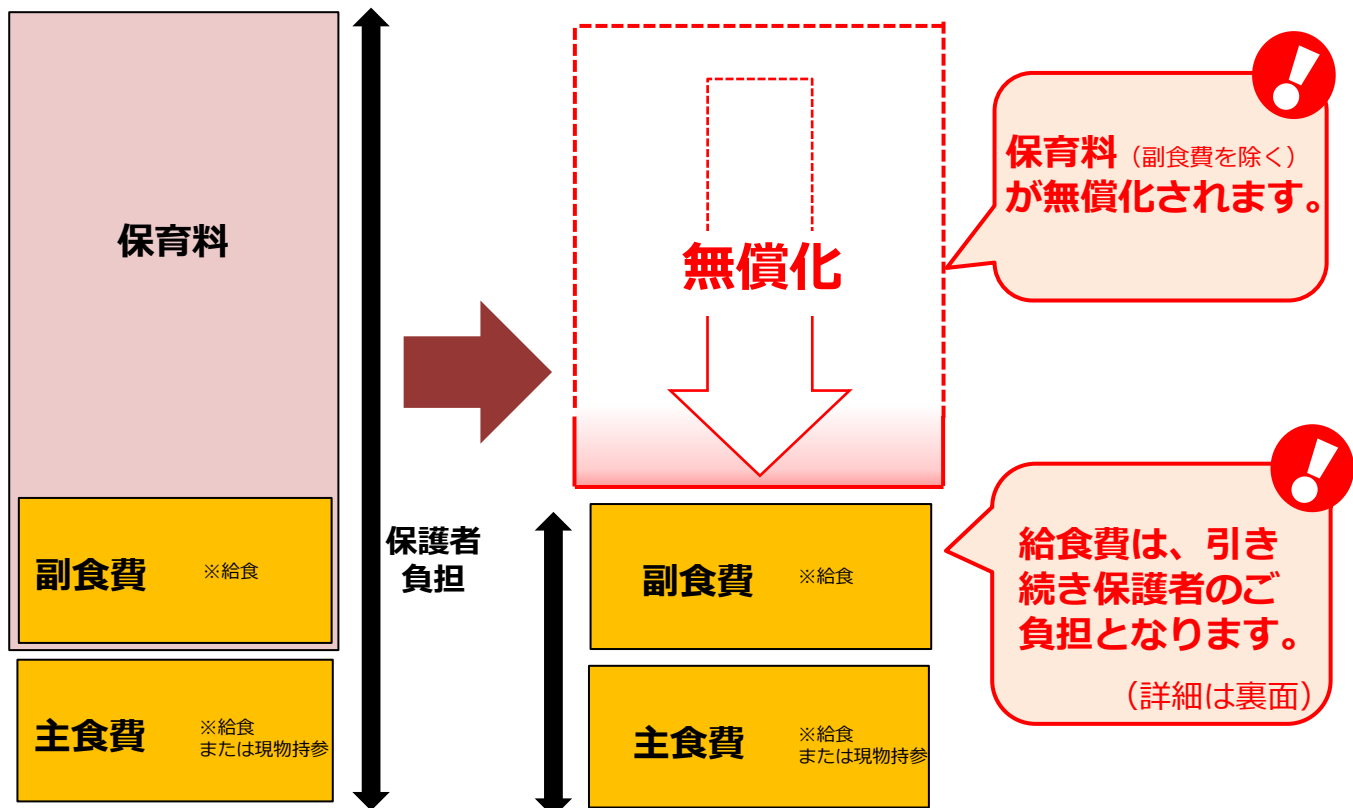 保育料
副食費 ※給食
主食費 ※給食
または現物持参
保護者
負担
無償化
副食費 ※給食
主食費 ※給食
または現物持参
保育料（副食費を除く）
が無償化されます。
給食費は、引き
続き保護者のご
負担となります。
（詳細は裏面）